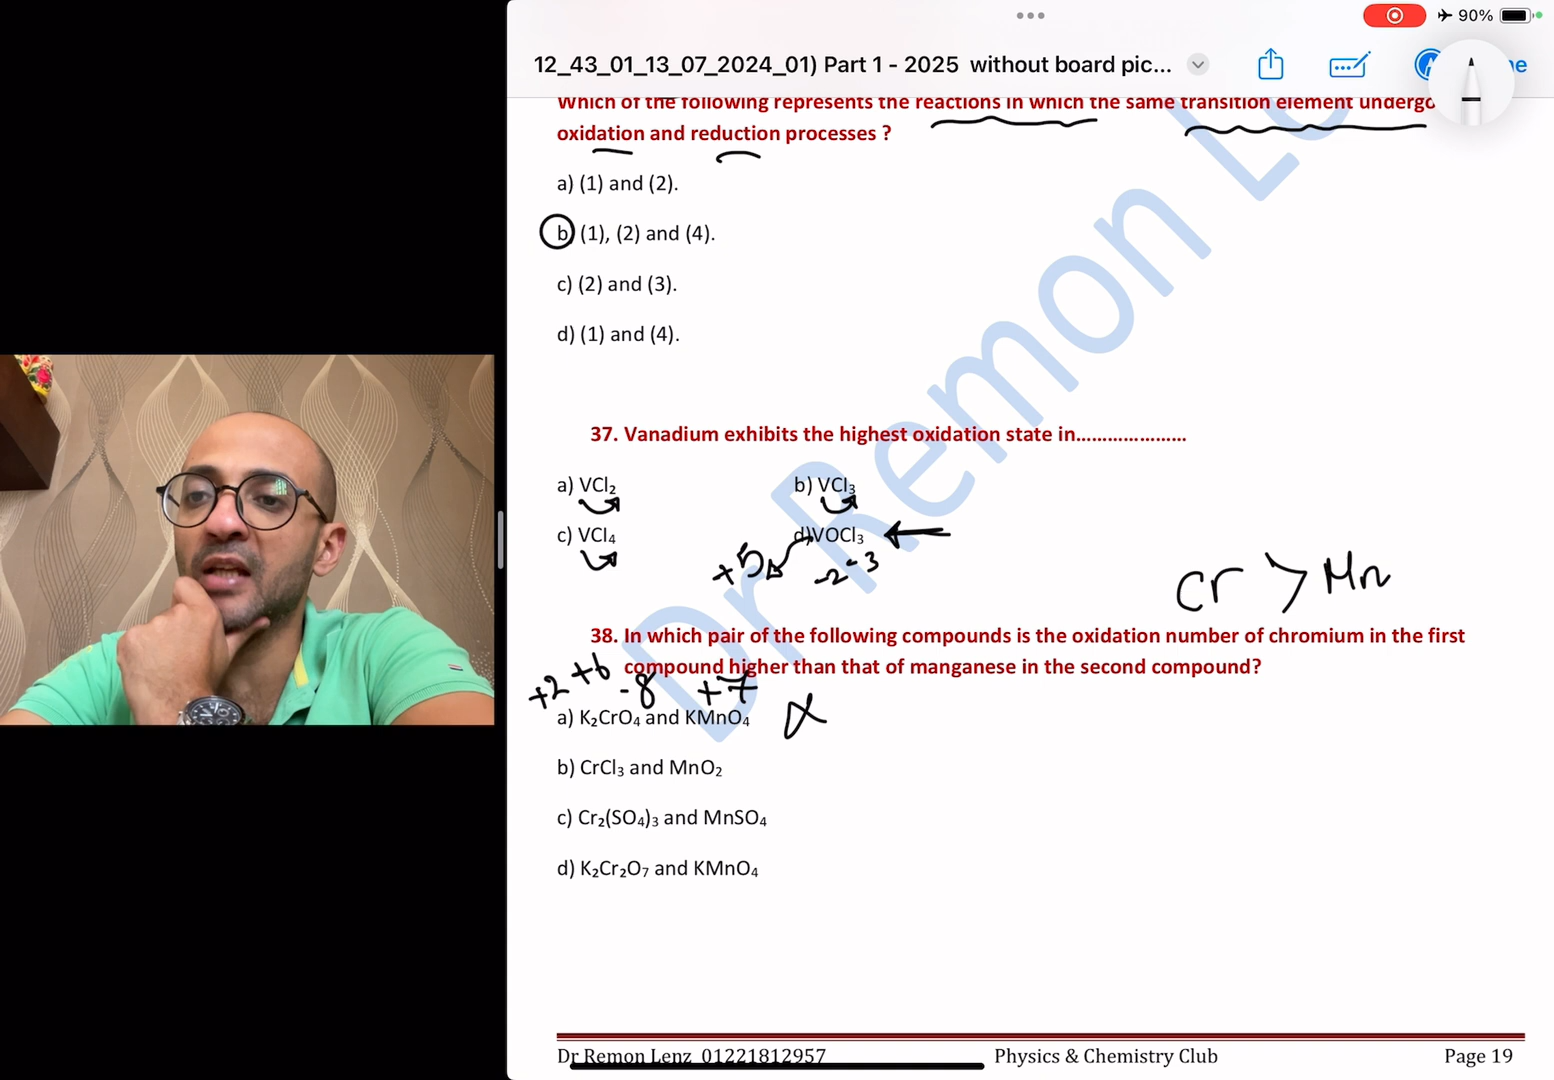 90%
12_43_01_13_07_2024_01) Part 1 - 2025 without board pic...
Which of the following represents the reactions in which the same transition element undergo
oxidation and reduction processes ?
a) (1) and (2).
b) (1), (2) and (4).
c) (2) and (3).
d) (1) and (4).
37. Vanadium exhibits the highest oxidation state in.....................
a) VCl₂
b) VCl₃
c) VCl₄
d) VOCl₃
+5
-2 -3
Cr > Mn
38. In which pair of the following compounds is the oxidation number of chromium in the first
compound higher than that of manganese in the second compound?
+2 +6 -8 +7
a) K₂CrO₄ and KMnO₄
b) CrCl₃ and MnO₂
c) Cr₂(SO₄)₃ and MnSO₄
d) K₂Cr₂O₇ and KMnO₄
Dr Remon Le
Dr Remon Lenz 01221812957
Physics & Chemistry Club
Page 19